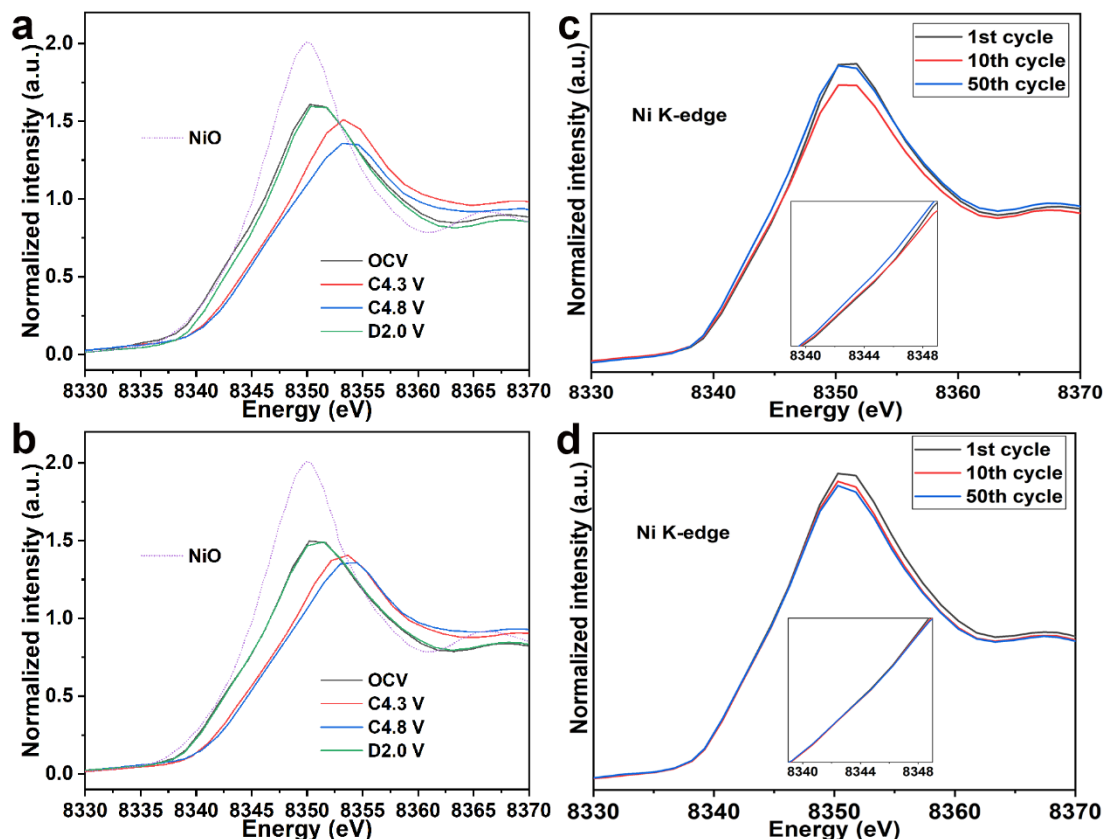 a
Normalized intensity (a.u.)
2.0
1.5
1.0
0.5
0.0
NiO
OCV
C4.3 V
C4.8 V
D2.0 V
8330 8335 8340 8345 8350 8355 8360 8365 8370
Energy (eV)
c
Normalized intensity (a.u.)
1st cycle
10th cycle
50th cycle
Ni K-edge
8340 8344 8348
8330 8340 8350 8360 8370
Energy (eV)
b
Normalized intensity (a.u.)
2.0
1.5
1.0
0.5
0.0
NiO
OCV
C4.3 V
C4.8 V
D2.0 V
8330 8335 8340 8345 8350 8355 8360 8365 8370
Energy (eV)
d
Normalized intensity (a.u.)
1st cycle
10th cycle
50th cycle
Ni K-edge
8340 8344 8348
8330 8340 8350 8360 8370
Energy (eV)